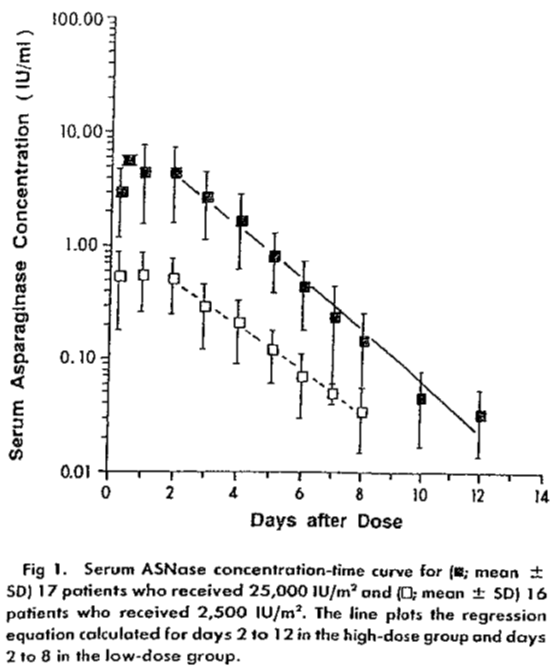 100.00
10.00
1.00
0.10
0.01
Serum Asparaginase Concentration (IU/ml)
0 2 4 6 8 10 12 14
Days after Dose
Fig 1. Serum ASNase concentration-time curve for (■; mean ±
SD) 17 patients who received 25,000 IU/m² and (□; mean ± SD) 16
patients who received 2,500 IU/m². The line plots the regression
equation calculated for days 2 to 12 in the high-dose group and days
2 to 8 in the low-dose group.